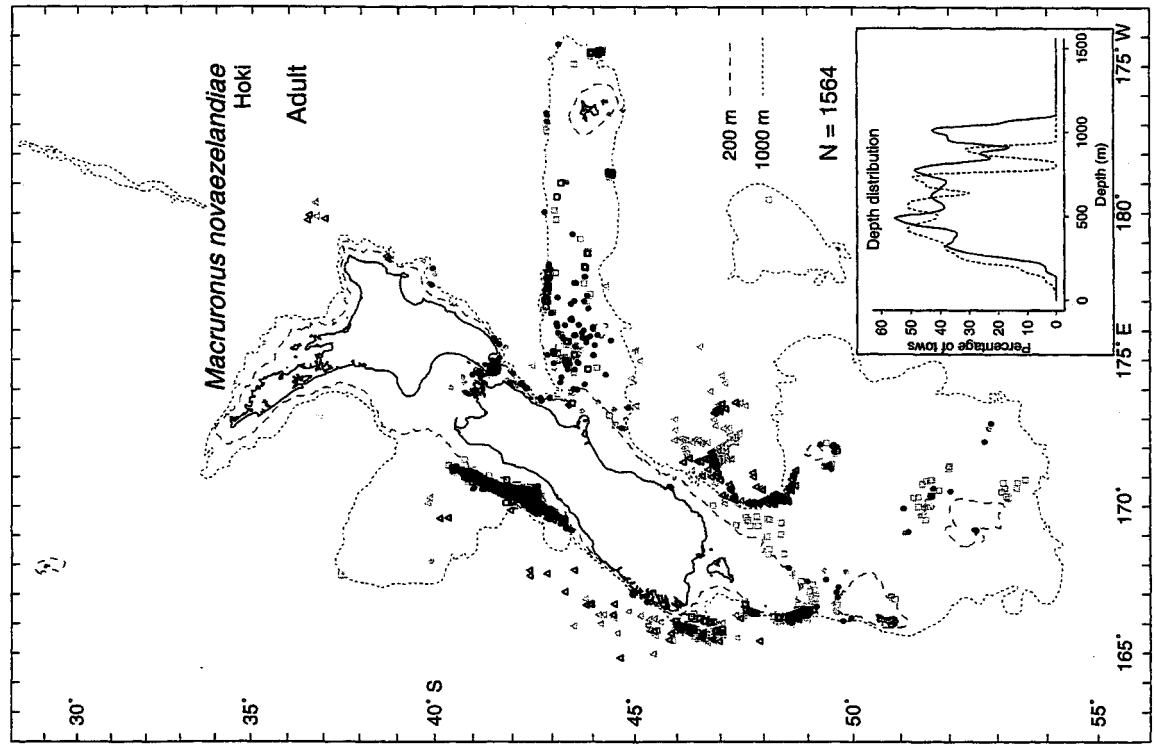 Macruronus novaezelandiae
Hoki
Adult
200 m
1000 m
N = 1564
30°
35°
40° S
45°
50°
55°
165°
170°
175° E
180°
175° W
Depth distribution
Percentage of tows
60
50
40
30
20
10
0
0
500
1000
1500
Depth (m)